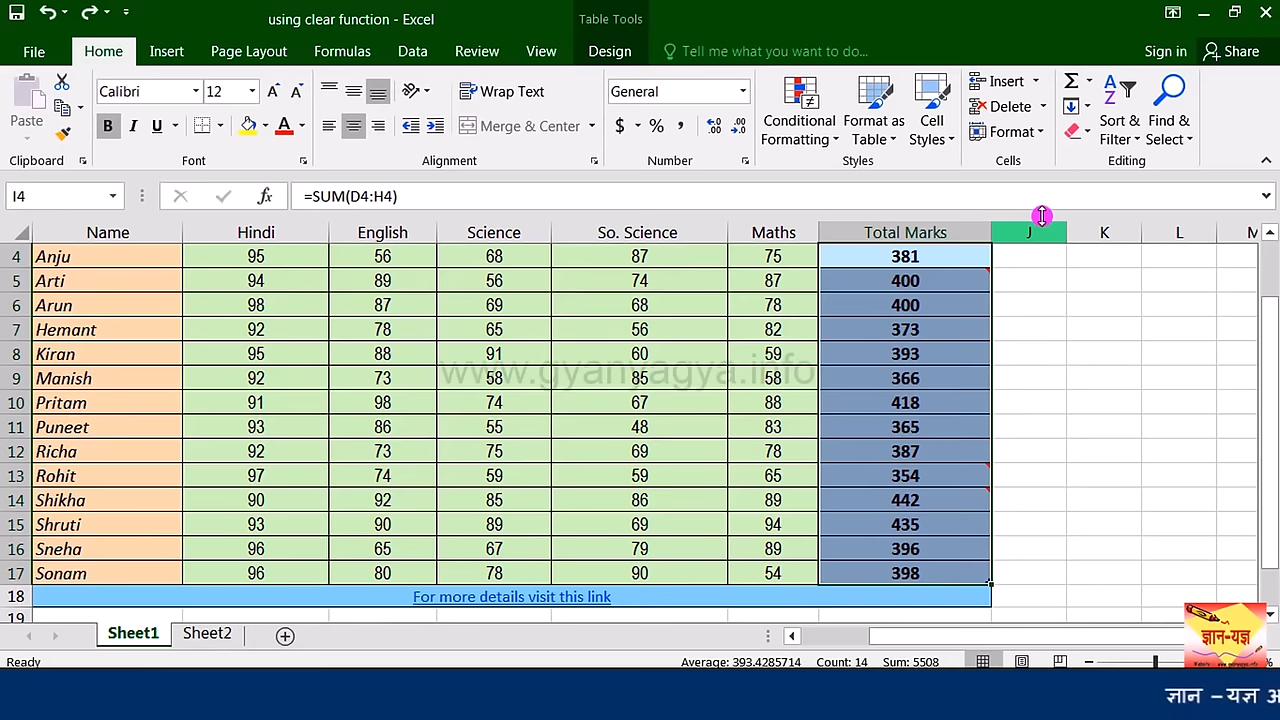 using clear function - Excel
Table Tools
File Home Insert Page Layout Formulas Data Review View Design Tell me what you want to do... Sign in Share
Paste
Calibri 12
B I U
Wrap Text
Merge & Center
General
$ % ,
Conditional Formatting
Format as Table
Cell Styles
Insert
Delete
Format
Sort & Filter
Find & Select
Clipboard Font Alignment Number Styles Cells Editing
I4 fx =SUM(D4:H4)
Name Hindi English Science So. Science Maths Total Marks J K L M
4 Anju 95 56 68 87 75 381
5 Arti 94 89 56 74 87 400
6 Arun 98 87 69 68 78 400
7 Hemant 92 78 65 56 82 373
8 Kiran 95 88 91 60 59 393
www.gyanyagya.info
9 Manish 92 73 58 85 58 366
10 Pritam 91 98 74 67 88 418
11 Puneet 93 86 55 48 83 365
12 Richa 92 73 75 69 78 387
13 Rohit 97 74 59 59 65 354
14 Shikha 90 92 85 86 89 442
15 Shruti 93 90 89 69 94 435
16 Sneha 96 65 67 79 89 396
17 Sonam 96 80 78 90 54 398
18 For more details visit this link
19
Sheet1 Sheet2
ज्ञान-यज्ञ
Ready Average: 393.4285714 Count: 14 Sum: 5508 %
ज्ञान – यज्ञ